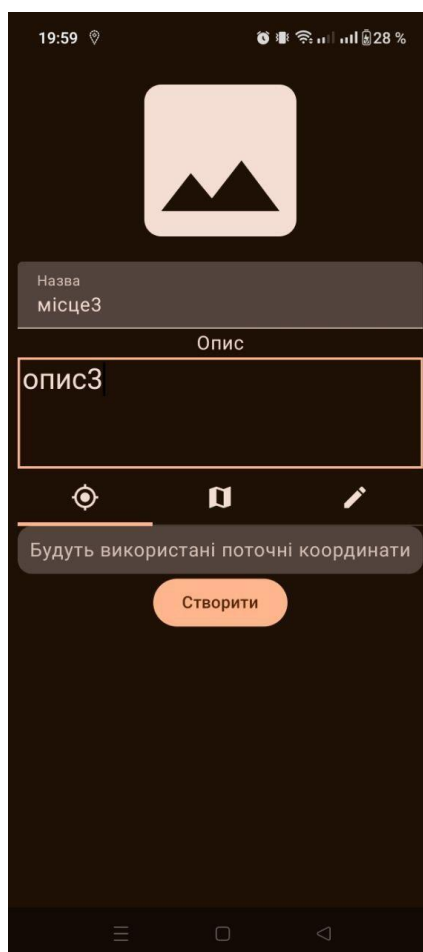 19:59 28 %
Назва
місце3
Опис
опис3
Будуть використані поточні координати
Створити